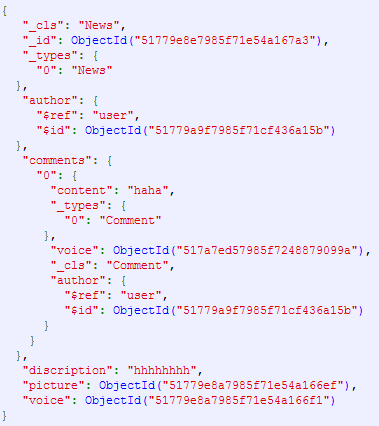 {
"_cls": "News",
"_id": ObjectId("51779e8e7985f71e54a167a3"),
"_types": {
"0": "News"
},
"author": {
"$ref": "user",
"$id": ObjectId("51779a9f7985f71cf436a15b")
},
"comments": {
"0": {
"content": "haha",
"_types": {
"0": "Comment"
},
"voice": ObjectId("517a7ed57985f7248879099a"),
"_cls": "Comment",
"author": {
"$ref": "user",
"$id": ObjectId("51779a9f7985f71cf436a15b")
}
}
},
"discription": "hhhhhhhh",
"picture": ObjectId("51779e8a7985f71e54a166ef"),
"voice": ObjectId("51779e8a7985f71e54a166f1")
}